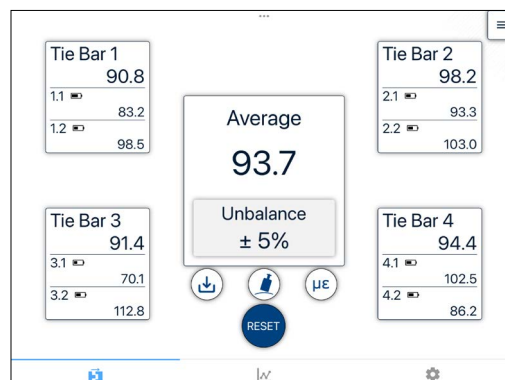 Tie Bar 1
90.8
1.1
83.2
1.2
98.5
Tie Bar 2
98.2
2.1
93.3
2.2
103.0
Average
93.7
Unbalance
± 5%
Tie Bar 3
91.4
3.1
70.1
3.2
112.8
Tie Bar 4
94.4
4.1
102.5
4.2
86.2
με
RESET